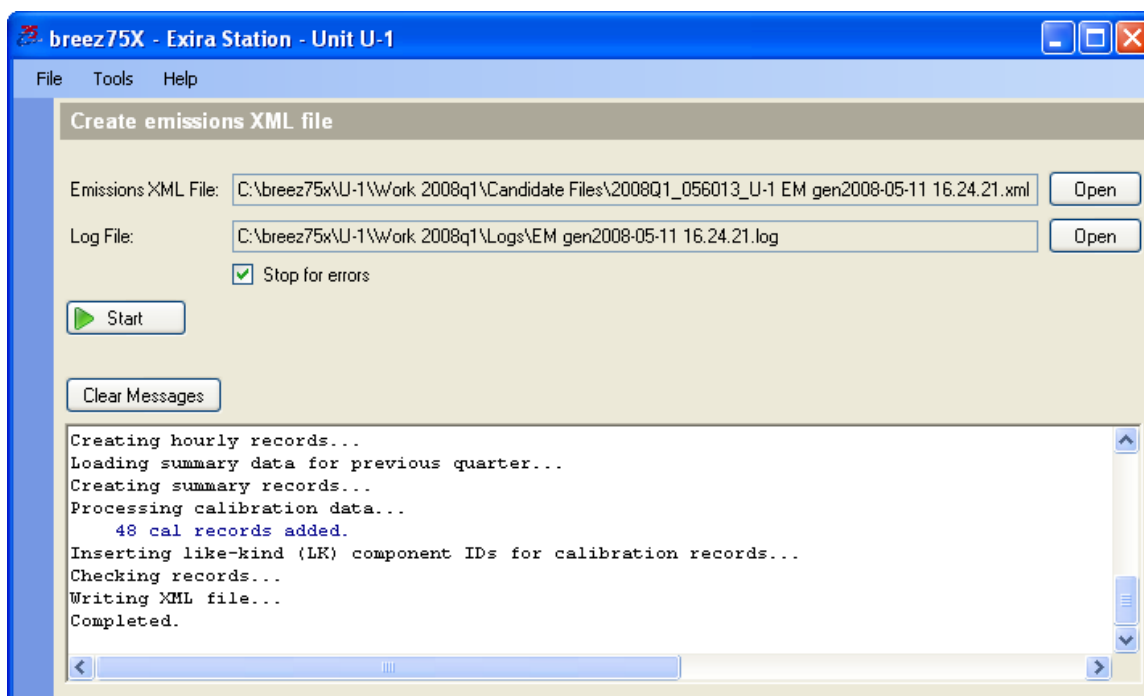 breez75X - Exira Station - Unit U-1
File Tools Help
Create emissions XML file
Emissions XML File: C:\breez75x\U-1\Work 2008q1\Candidate Files\2008Q1_056013_U-1 EM gen2008-05-11 16.24.21.xml Open
Log File: C:\breez75x\U-1\Work 2008q1\Logs\EM gen2008-05-11 16.24.21.log Open
Stop for errors
Start
Clear Messages
Creating hourly records...
Loading summary data for previous quarter...
Creating summary records...
Processing calibration data...
48 cal records added.
Inserting like-kind (LK) component IDs for calibration records...
Checking records...
Writing XML file...
Completed.